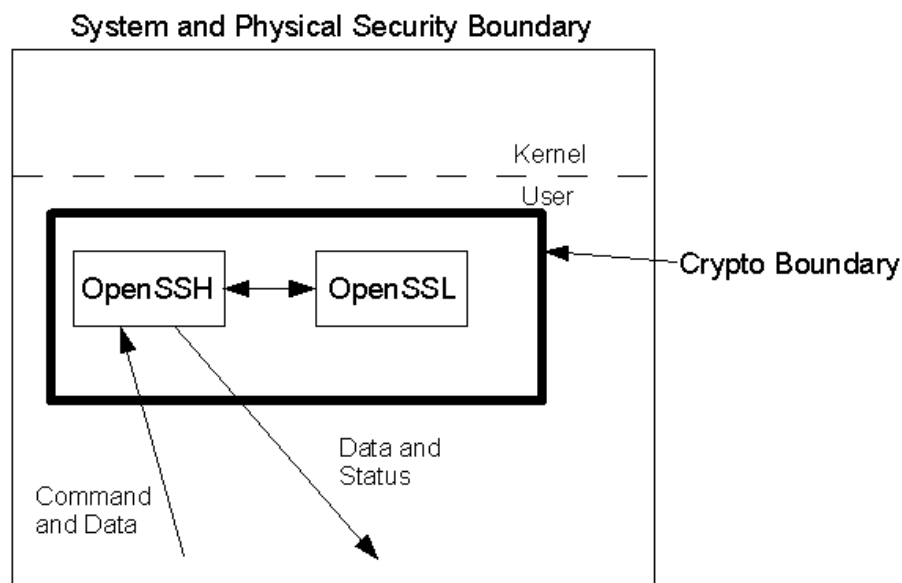 System and Physical Security Boundary
Kernel
User
OpenSSH
OpenSSL
Crypto Boundary
Data and
Status
Command
and Data